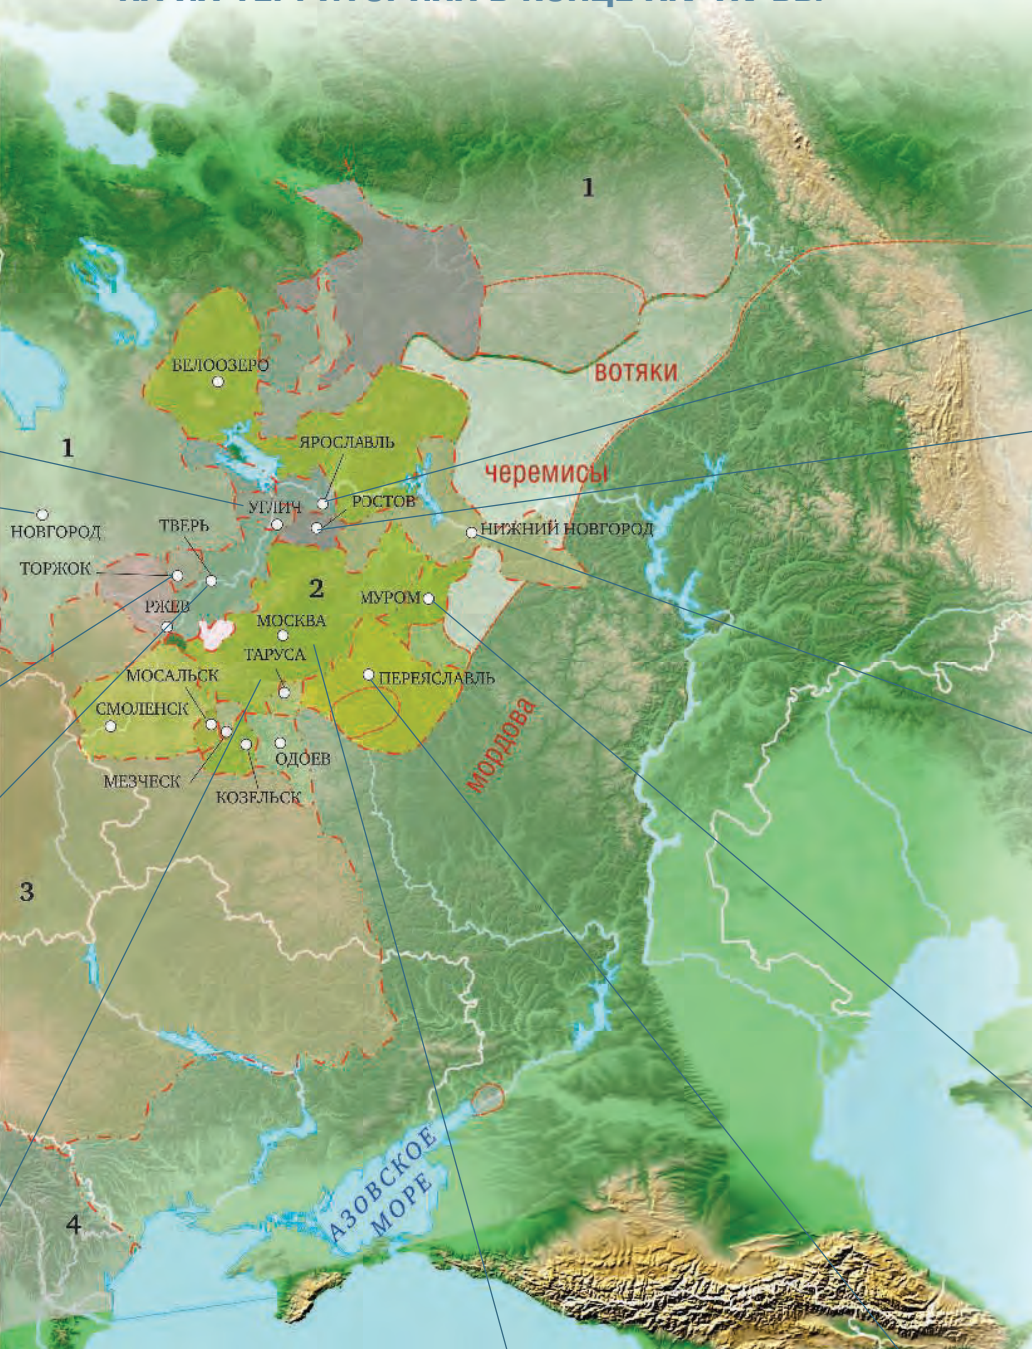 1
ВОТЯКИ
БЕЛООЗЕРО
ЯРОСЛАВЛЬ
1
черемисы
УГЛИЧ
РОСТОВ
НОВГОРОД
ТВЕРЬ
НИЖНИЙ НОВГОРОД
ТОРЖОК
2
РЖЕВ
МУРОМ
МОСКВА
ТАРУСА
МОСАЛЬСК
ПЕРЕЯСЛАВЛЬ
СМОЛЕНСК
мордова
ОДОЕВ
МЕЗЧЕСК
КОЗЕЛЬСК
3
АЗОВСКОЕ
МОРЕ
4